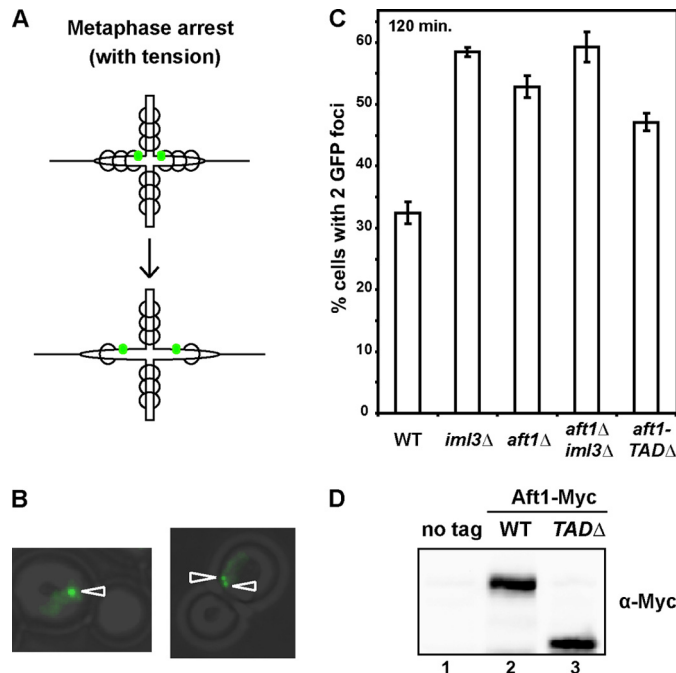 A
Metaphase arrest
(with tension)
B
C
120 min.
% cells with 2 GFP foci
60
50
40
30
20
10
0
WT
iml3Δ
aft1Δ
aft1Δ
iml3Δ
aft1-
TADΔ
D
Aft1-Myc
no tag
WT
TADΔ
α-Myc
1
2
3